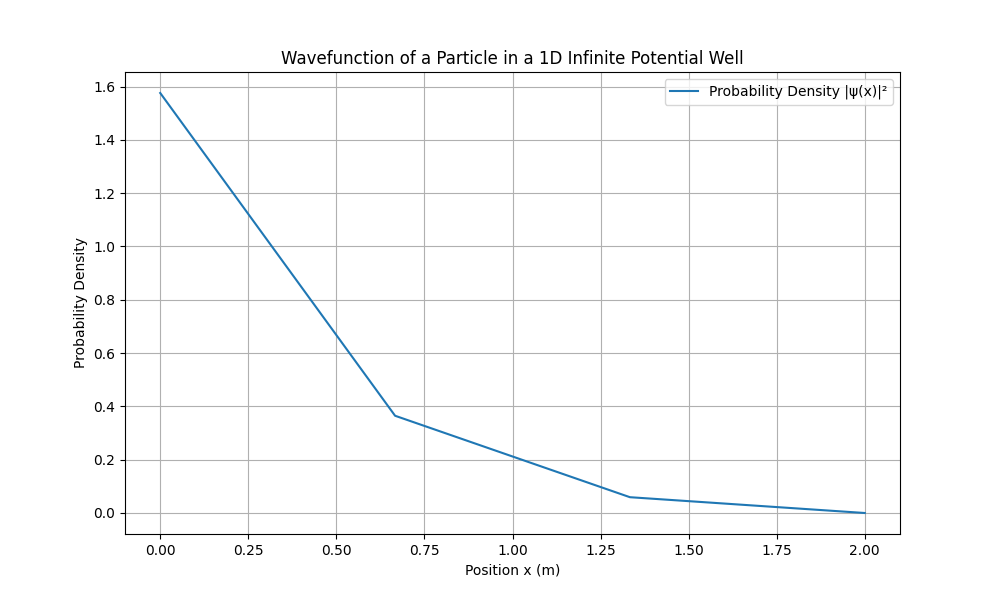 Wavefunction of a Particle in a 1D Infinite Potential Well
Probability Density |ψ(x)|²
1.6
1.4
1.2
1.0
0.8
0.6
0.4
0.2
0.0
Probability Density
0.00 0.25 0.50 0.75 1.00 1.25 1.50 1.75 2.00
Position x (m)